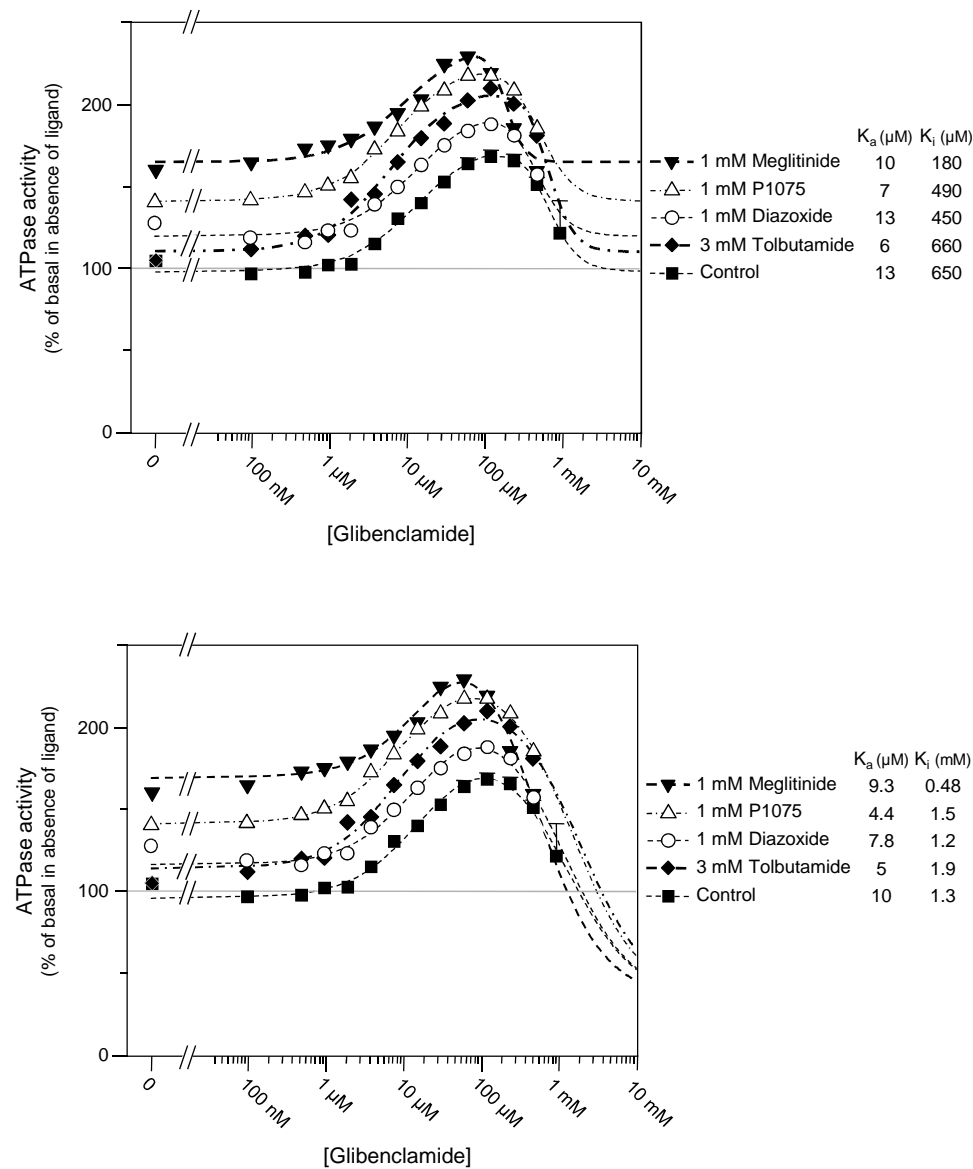 200
100
0
ATPase activity
(% of basal in absence of ligand)
0
100 nM
1 µM
10 µM
100 µM
1 mM
10 mM
[Glibenclamide]
Ka (µM) Ki (µM)
1 mM Meglitinide 10 180
1 mM P1075 7 490
1 mM Diazoxide 13 450
3 mM Tolbutamide 6 660
Control 13 650
200
100
0
ATPase activity
(% of basal in absence of ligand)
0
100 nM
1 µM
10 µM
100 µM
1 mM
10 mM
[Glibenclamide]
Ka (µM) Ki (mM)
1 mM Meglitinide 9.3 0.48
1 mM P1075 4.4 1.5
1 mM Diazoxide 7.8 1.2
3 mM Tolbutamide 5 1.9
Control 10 1.3